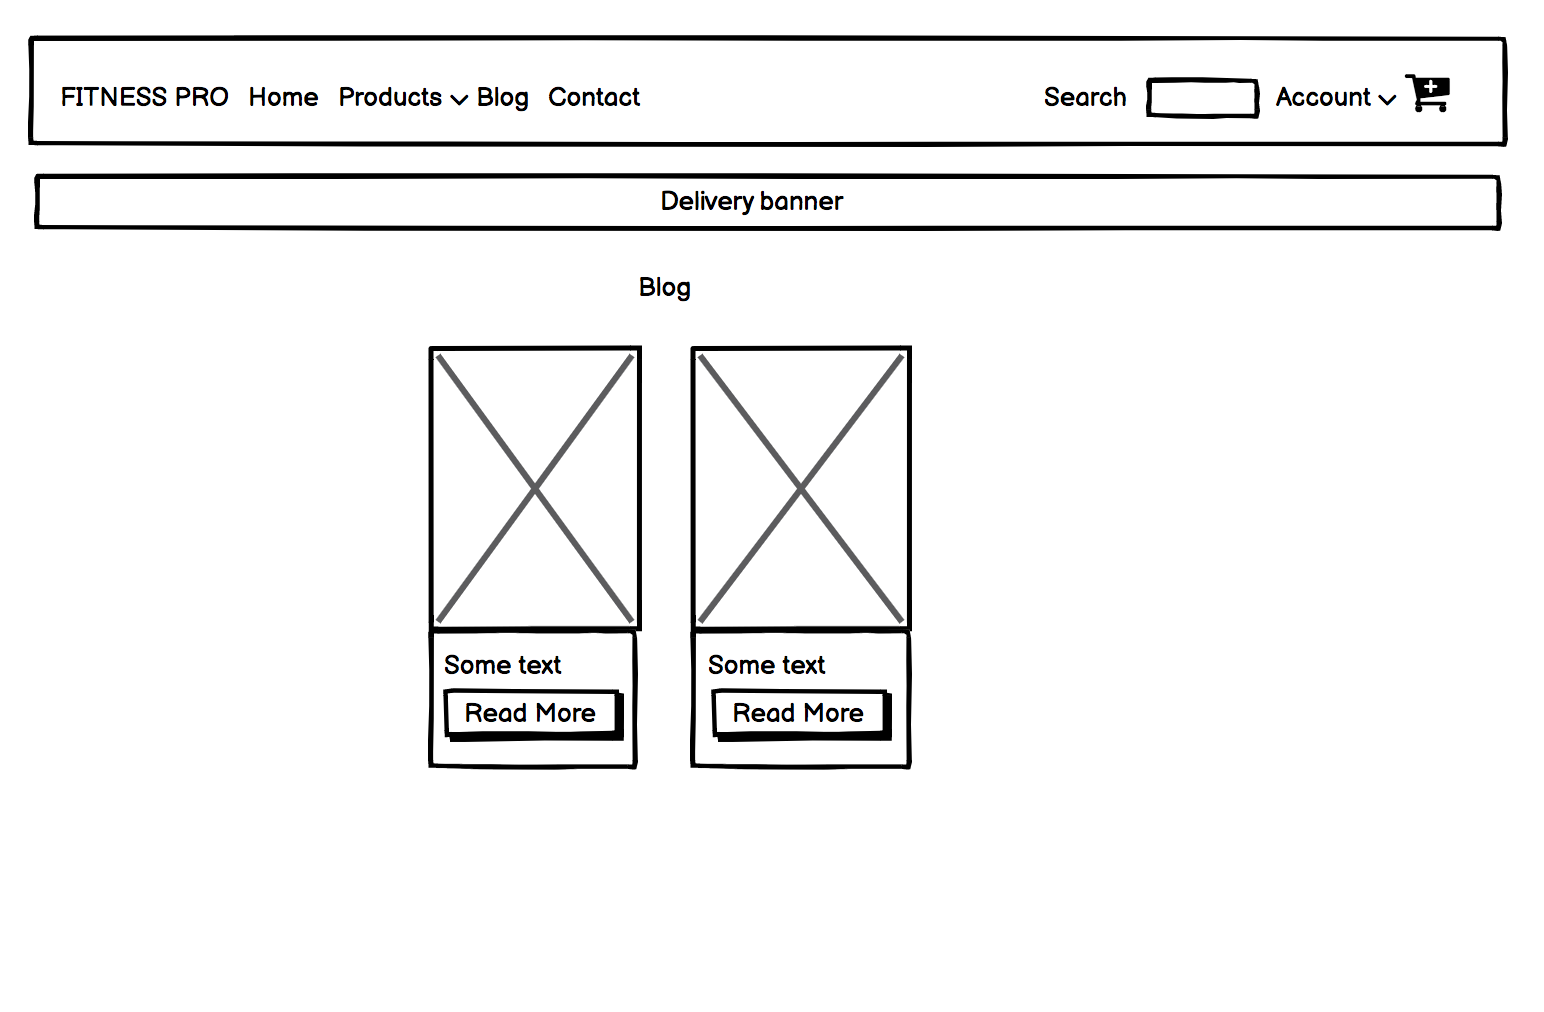 FITNESS PRO Home Products Blog Contact Search Account
Delivery banner
Blog
Some text Some text
Read More Read More